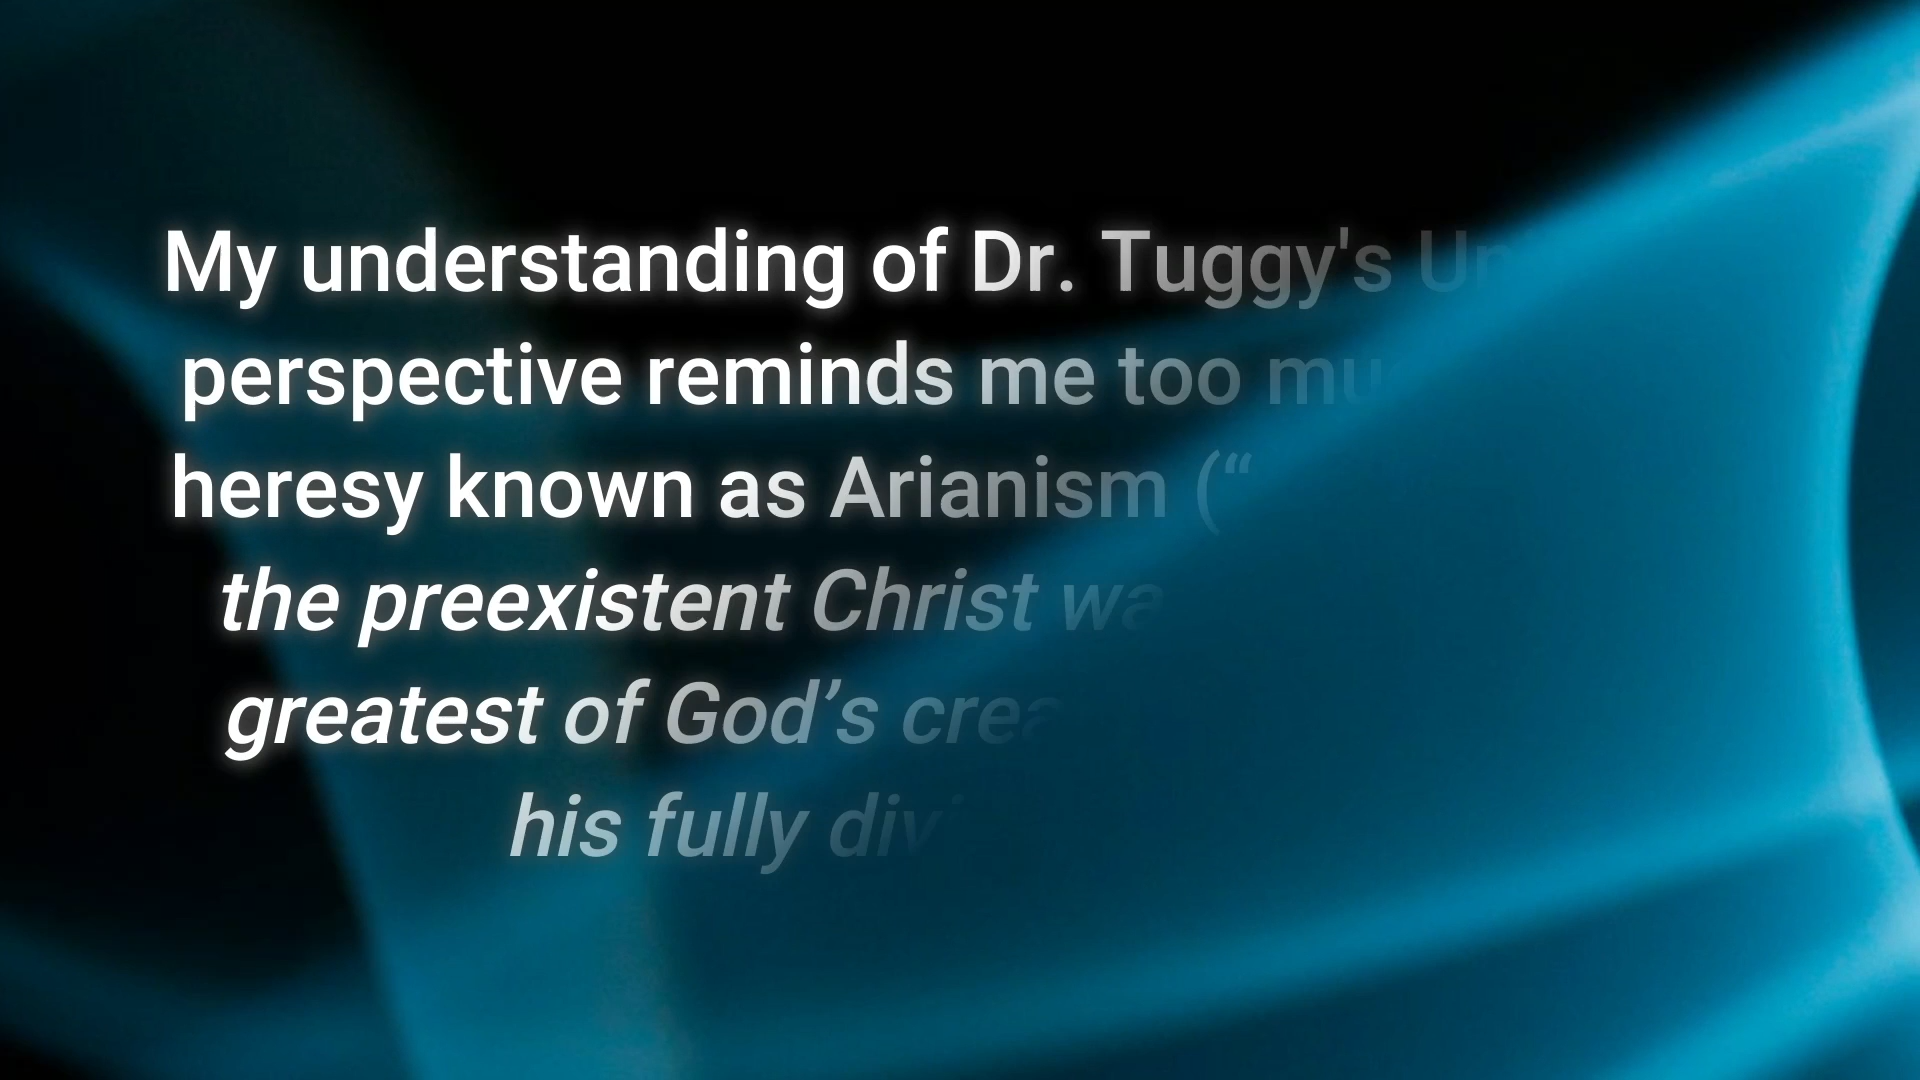 My understanding of Dr. Tuggy's Un
perspective reminds me too mu
heresy known as Arianism (“
the preexistent Christ wa
greatest of God’s crea
his fully div